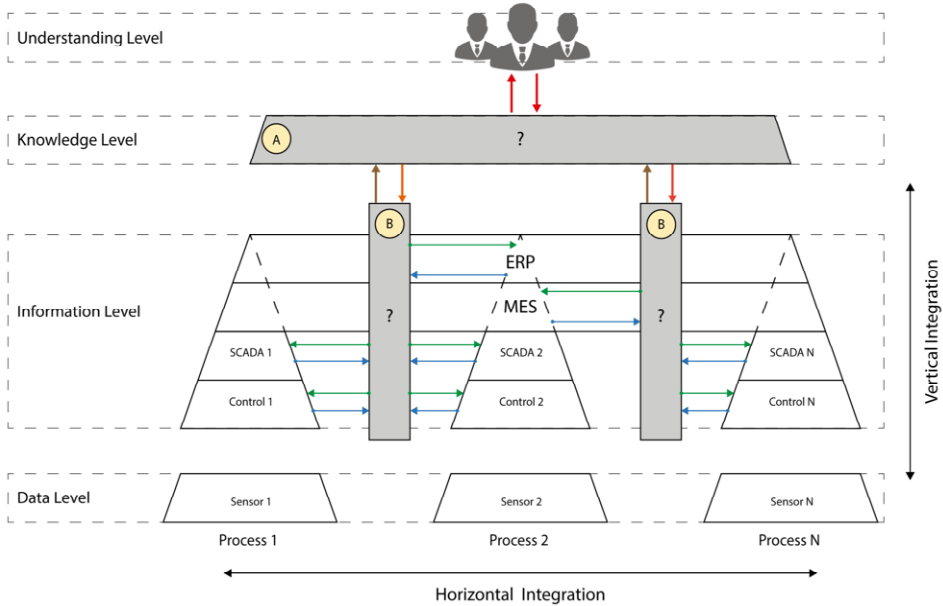 Understanding Level
Knowledge Level
A
?
B
B
ERP
Information Level
MES
?
?
SCADA 1
SCADA 2
SCADA N
Control 1
Control 2
Control N
Vertical Integration
Data Level
Sensor 1
Sensor 2
Sensor N
Process 1
Process 2
Process N
Horizontal Integration